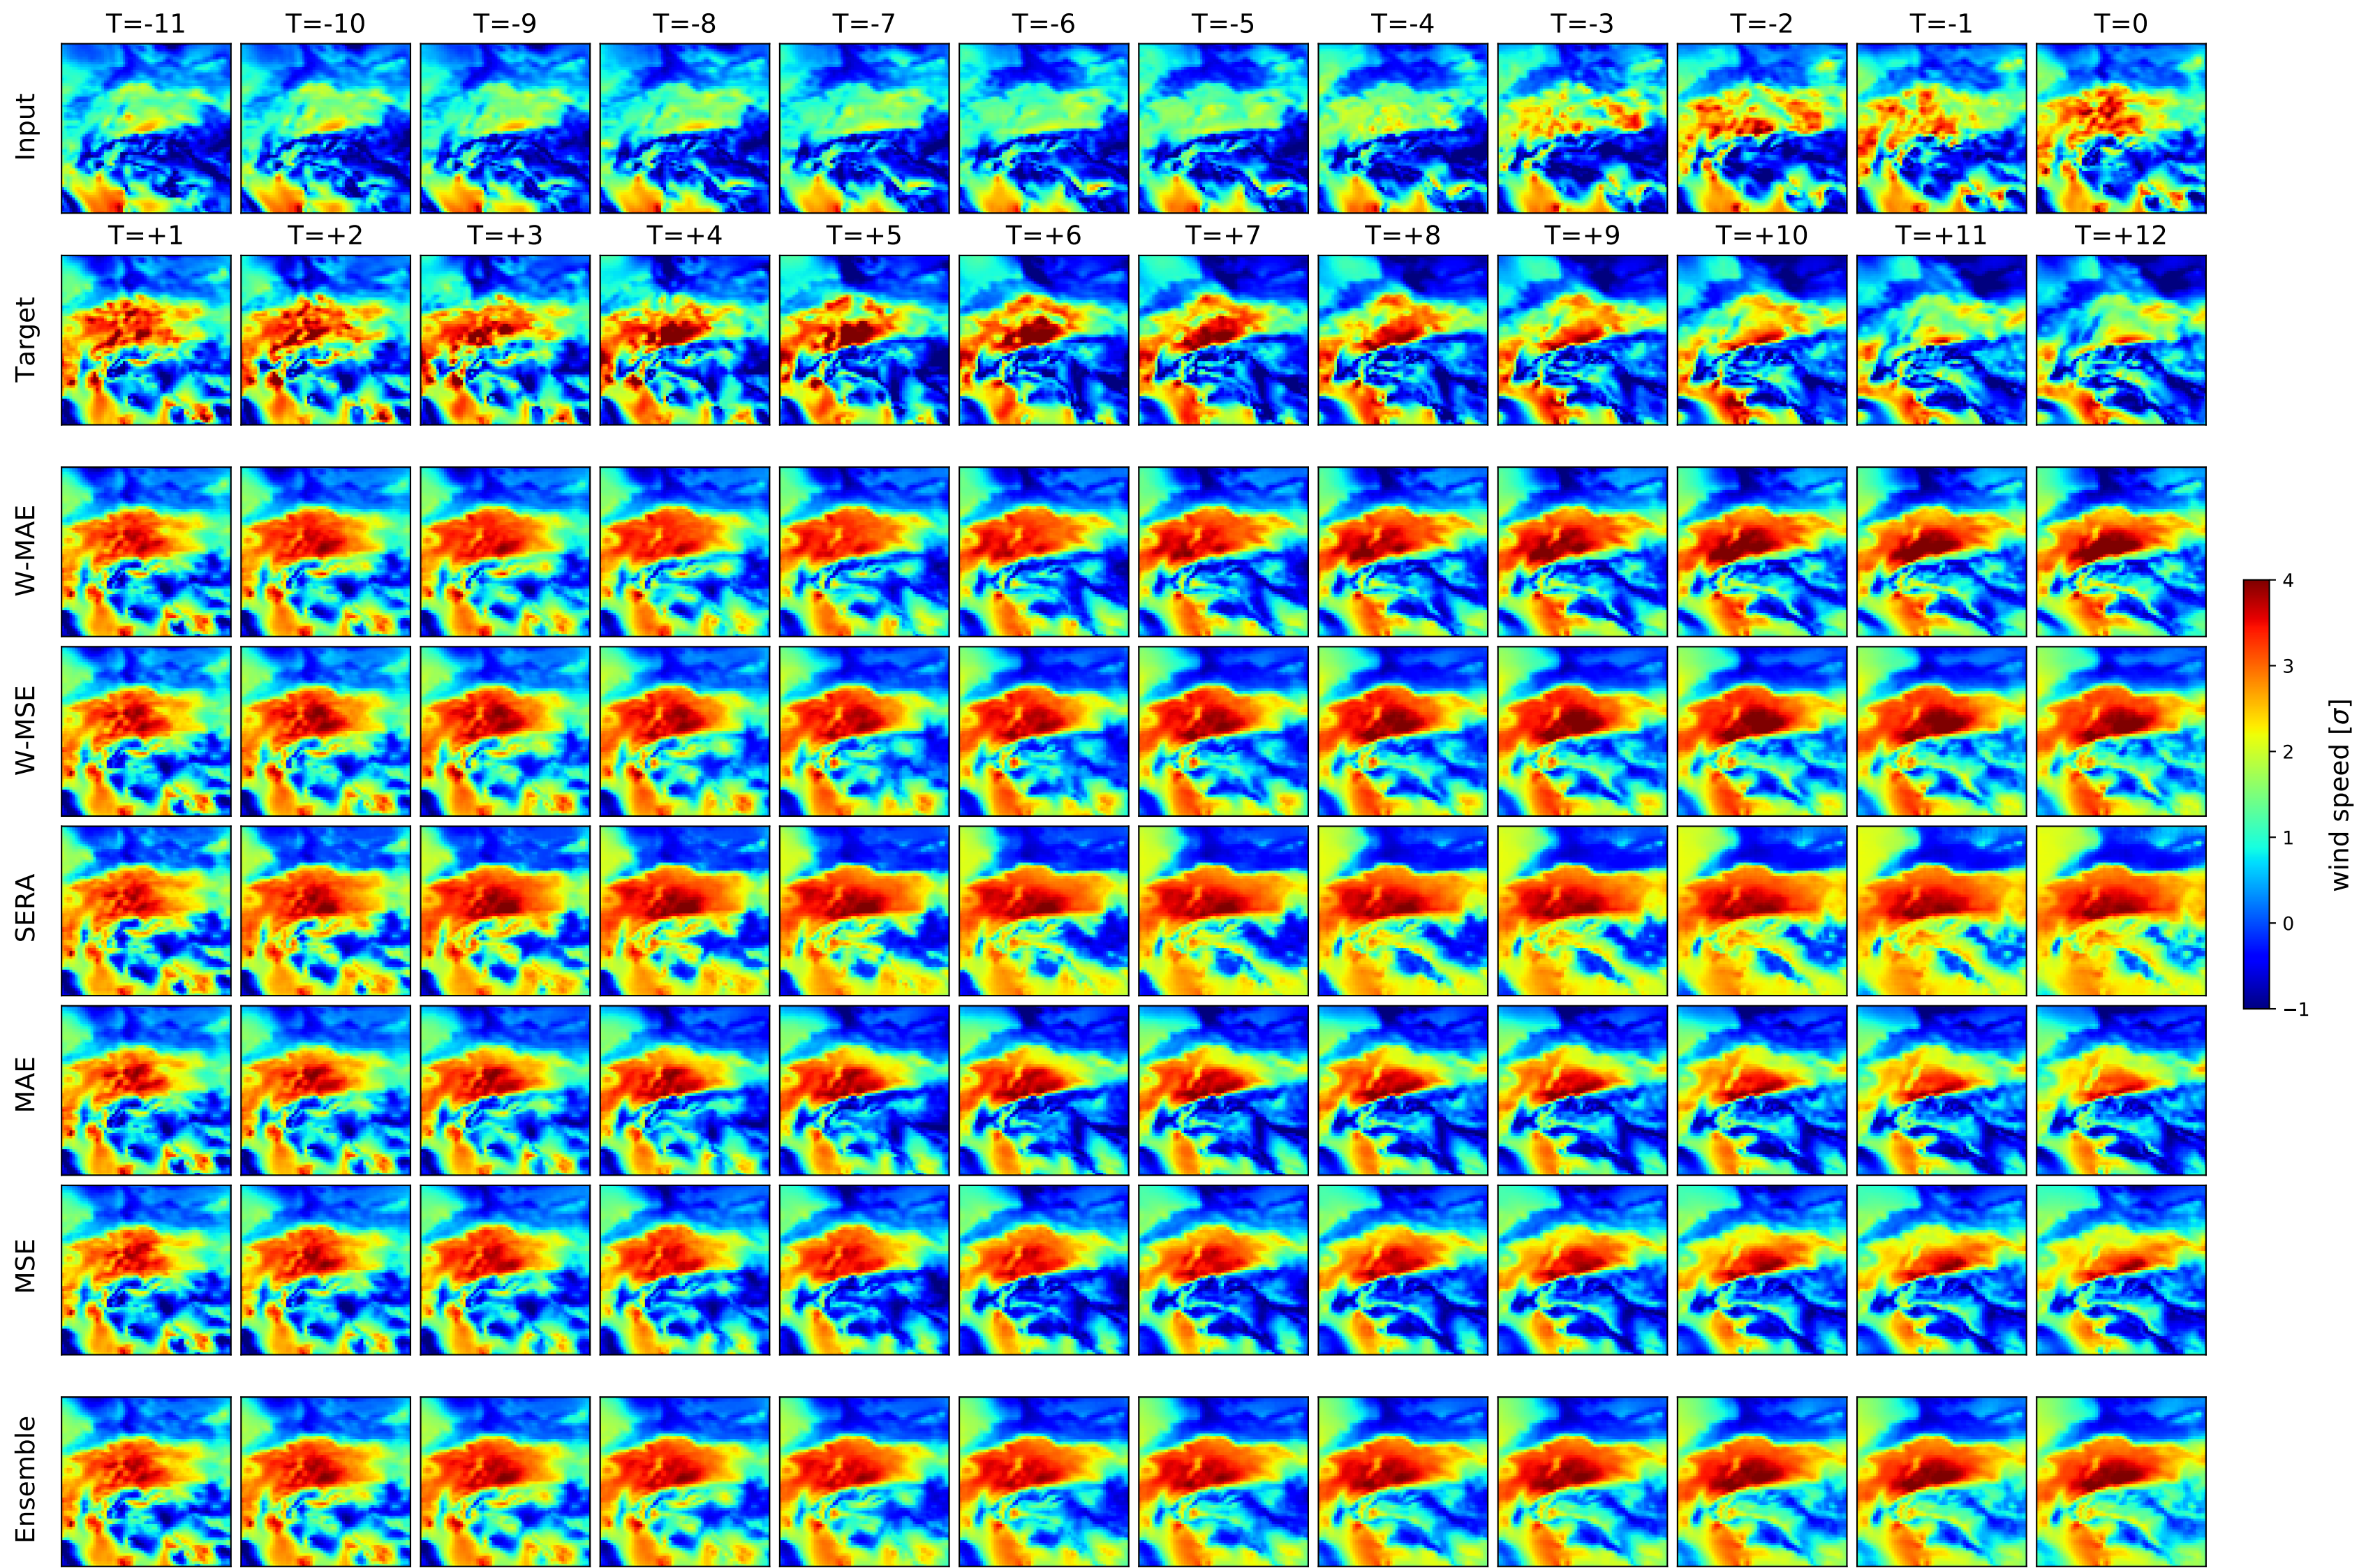 T=-11 T=-10 T=-9 T=-8 T=-7 T=-6 T=-5 T=-4 T=-3 T=-2 T=-1 T=0
Input
T=+1 T=+2 T=+3 T=+4 T=+5 T=+6 T=+7 T=+8 T=+9 T=+10 T=+11 T=+12
Target
W-MAE
W-MSE
SERA
MAE
MSE
Ensemble
4
3
2
1
0
−1
wind speed [σ]